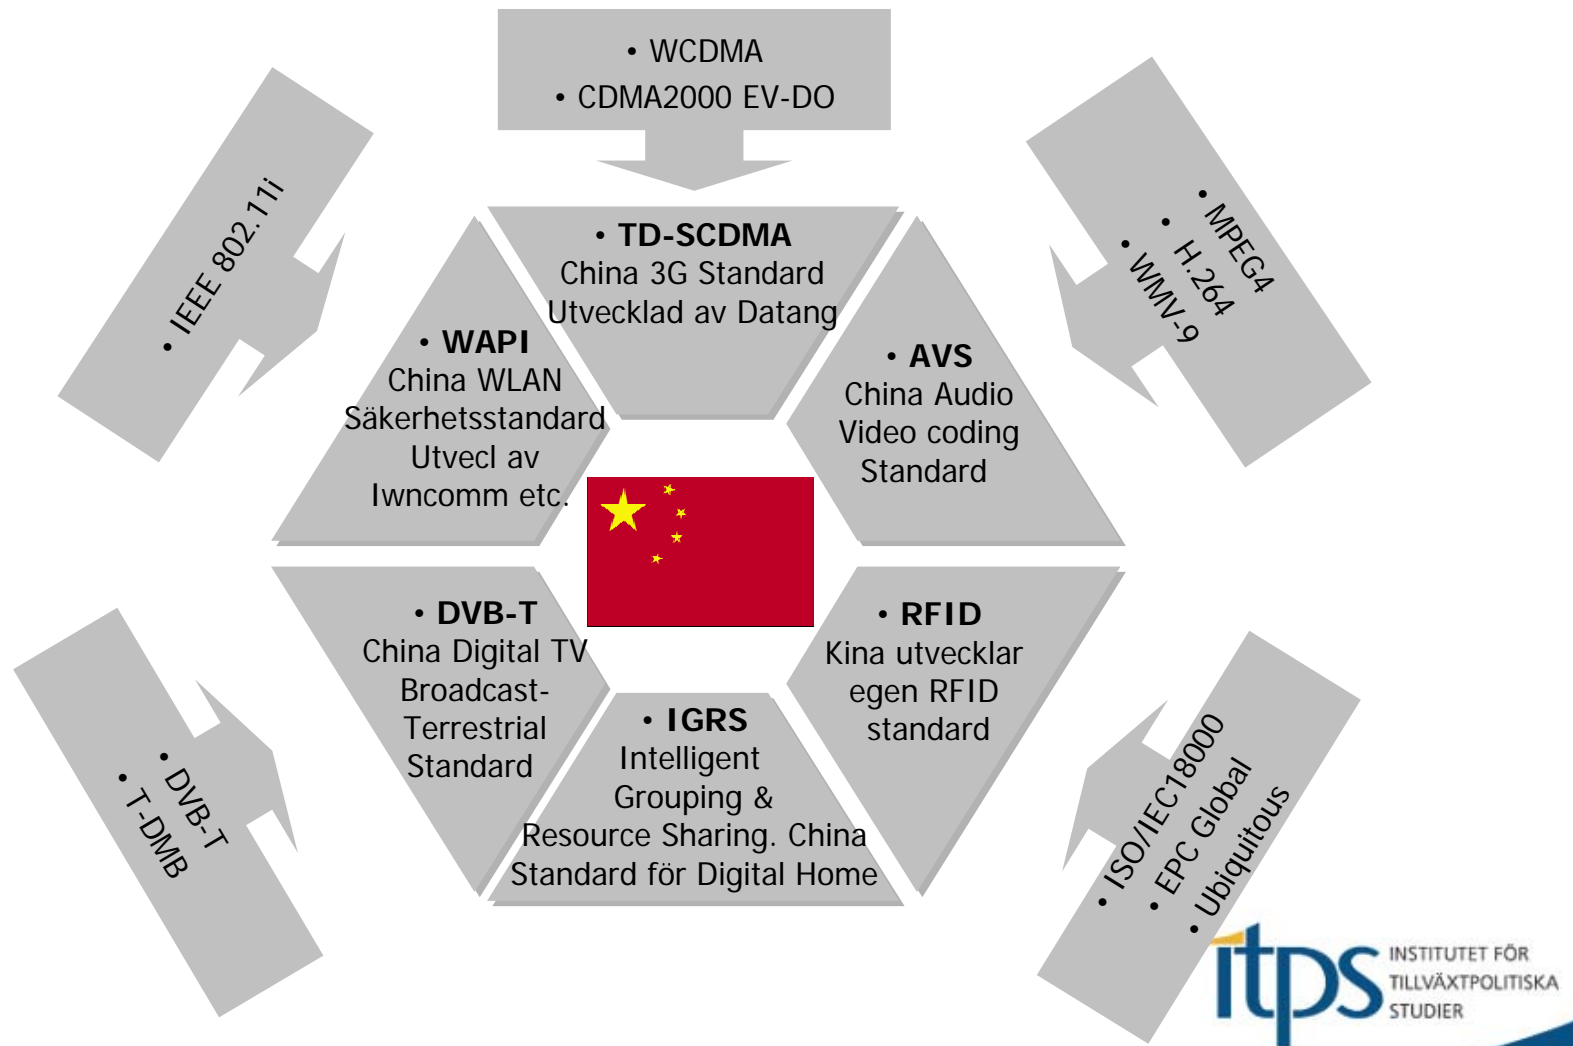 • WCDMA
• CDMA2000 EV-DO
• IEEE 802.11i
• MPEG4
• H.264
• WMV-9
• TD-SCDMA
China 3G Standard
Utvecklad av Datang
• WAPI
China WLAN
Säkerhetsstandard
Utvecl av
Iwncomm etc.
• AVS
China Audio
Video coding
Standard
• DVB-T
China Digital TV
Broadcast-
Terrestrial
Standard
• RFID
Kina utvecklar
egen RFID
standard
• IGRS
Intelligent
Grouping &
Resource Sharing. China
Standard för Digital Home
• DVB-T
• T-DMB
• ISO/IEC18000
• EPC Global
• Ubiquitous
itps
INSTITUTET FÖR
TILLVÄXTPOLITISKA
STUDIER